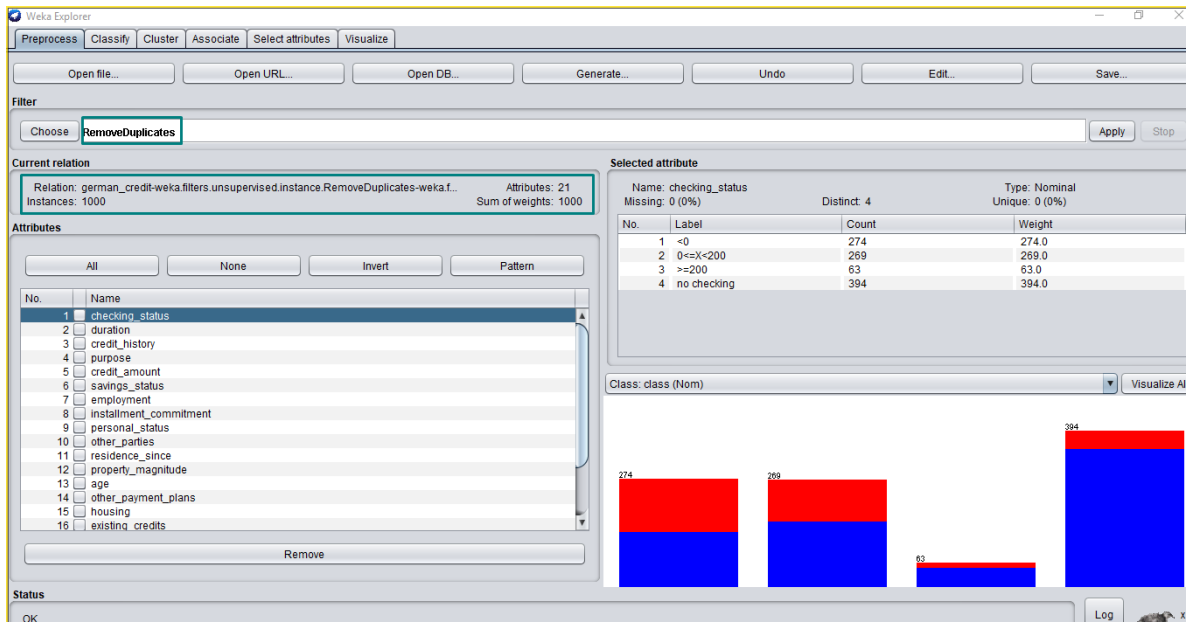 Weka Explorer
Preprocess Classify Cluster Associate Select attributes Visualize
Open file... Open URL... Open DB... Generate... Undo Edit... Save...
Filter
Choose RemoveDuplicates Apply Stop
Current relation
Relation: german_credit-weka.filters.unsupervised.instance.RemoveDuplicates-weka.f... Attributes: 21
Instances: 1000 Sum of weights: 1000
Attributes
All None Invert Pattern
No. Name
1 checking_status
2 duration
3 credit_history
4 purpose
5 credit_amount
6 savings_status
7 employment
8 installment_commitment
9 personal_status
10 other_parties
11 residence_since
12 property_magnitude
13 age
14 other_payment_plans
15 housing
16 existing_credits
Remove
Selected attribute
Name: checking_status Type: Nominal
Missing: 0 (0%) Distinct: 4 Unique: 0 (0%)
No. Label Count Weight
1 <0 274 274.0
2 0<=X<200 269 269.0
3 >=200 63 63.0
4 no checking 394 394.0
Class: class (Nom) Visualize Al
274 269 63 394
Status
OK Log x